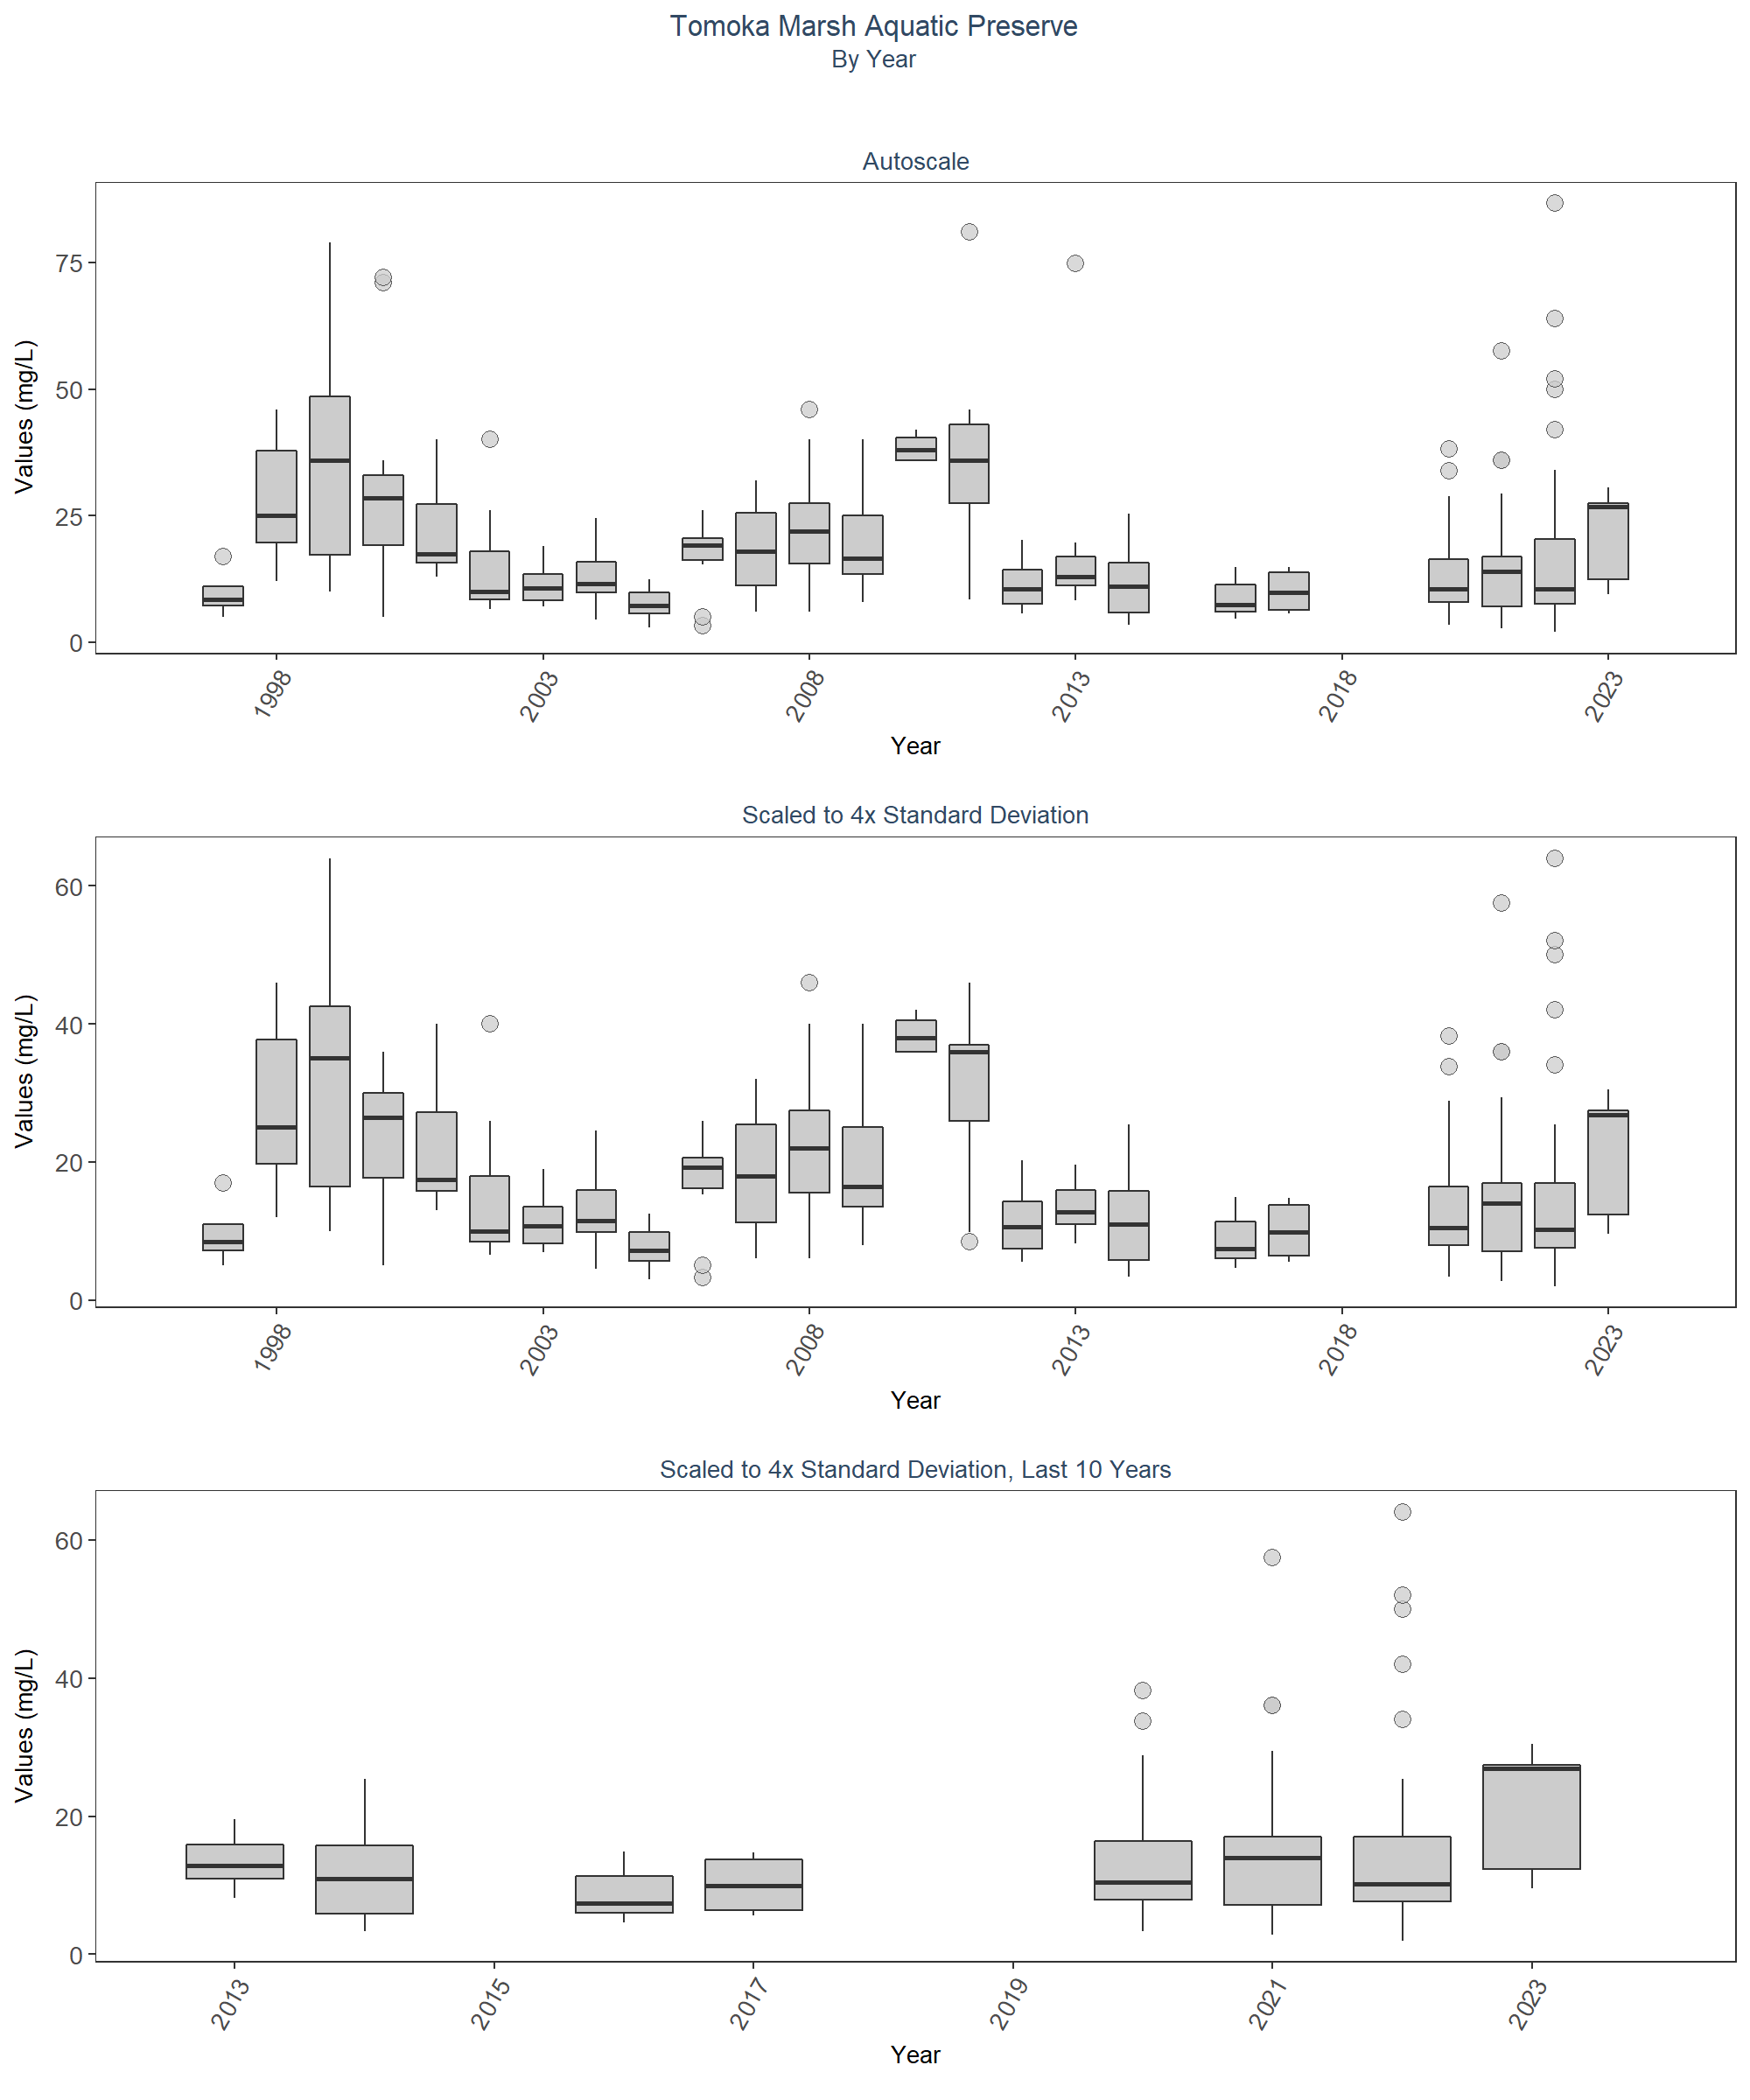 Tomoka Marsh Aquatic Preserve
By Year
Autoscale
Values (mg/L)
75
50
25
0
1998
2003
2008
2013
2018
2023
Year
Scaled to 4x Standard Deviation
Values (mg/L)
60
40
20
0
1998
2003
2008
2013
2018
2023
Year
Scaled to 4x Standard Deviation, Last 10 Years
Values (mg/L)
60
40
20
0
2013
2015
2017
2019
2021
2023
Year